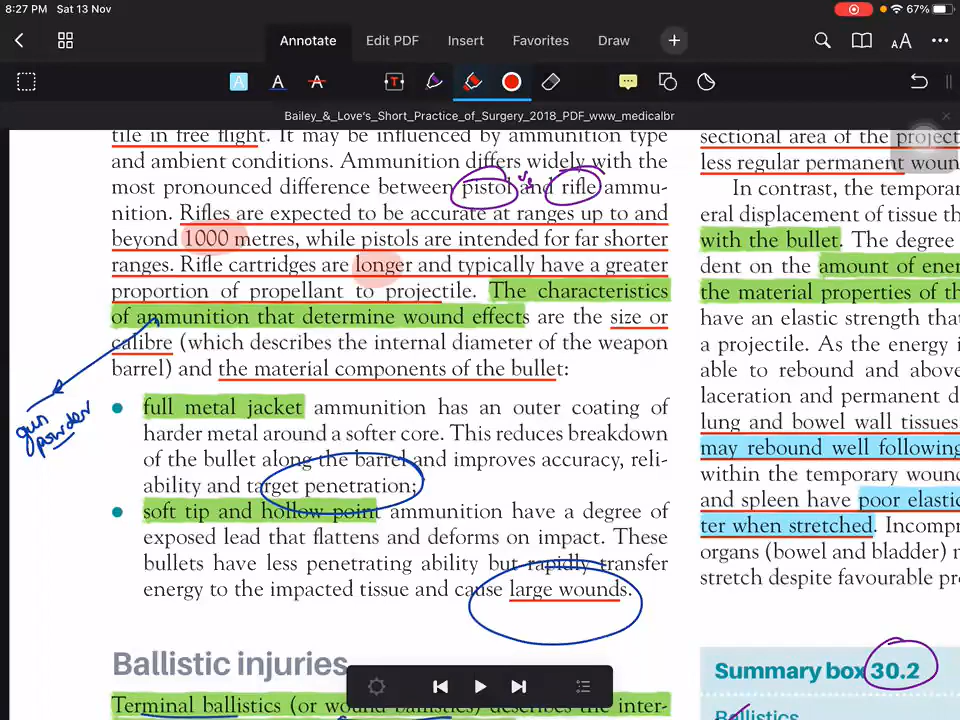 8:27 PM Sat 13 Nov
67%
Annotate Edit PDF Insert Favorites Draw
Bailey_&_Love's_Short_Practice_of_Surgery_2018_PDF_www_medicalbr
tile in free flight. It may be influenced by ammunition type
and ambient conditions. Ammunition differs widely with the
most pronounced difference between pistol and rifle ammu-
vs
nition. Rifles are expected to be accurate at ranges up to and
beyond 1000 metres, while pistols are intended for far shorter
ranges. Rifle cartridges are longer and typically have a greater
proportion of propellant to projectile. The characteristics
of ammunition that determine wound effects are the size or
calibre (which describes the internal diameter of the weapon
barrel) and the material components of the bullet:
gun
powder
full metal jacket ammunition has an outer coating of
harder metal around a softer core. This reduces breakdown
of the bullet along the barrel and improves accuracy, reli-
ability and target penetration;
soft tip and hollow point ammunition have a degree of
exposed lead that flattens and deforms on impact. These
bullets have less penetrating ability but rapidly transfer
energy to the impacted tissue and cause large wounds.
Ballistic injuries
Terminal ballistics (or wound ballistics) describes the inter-
sectional area of the project
less regular permanent woun
In contrast, the temporar
eral displacement of tissue th
with the bullet. The degree
dent on the amount of ener
the material properties of th
have an elastic strength that
a projectile. As the energy i
able to rebound and above
laceration and permanent d
lung and bowel wall tissues
may rebound well following
within the temporary wound
and spleen have poor elastic
ter when stretched. Incompr
organs (bowel and bladder) r
stretch despite favourable pr
Summary box 30.2
Ballistics